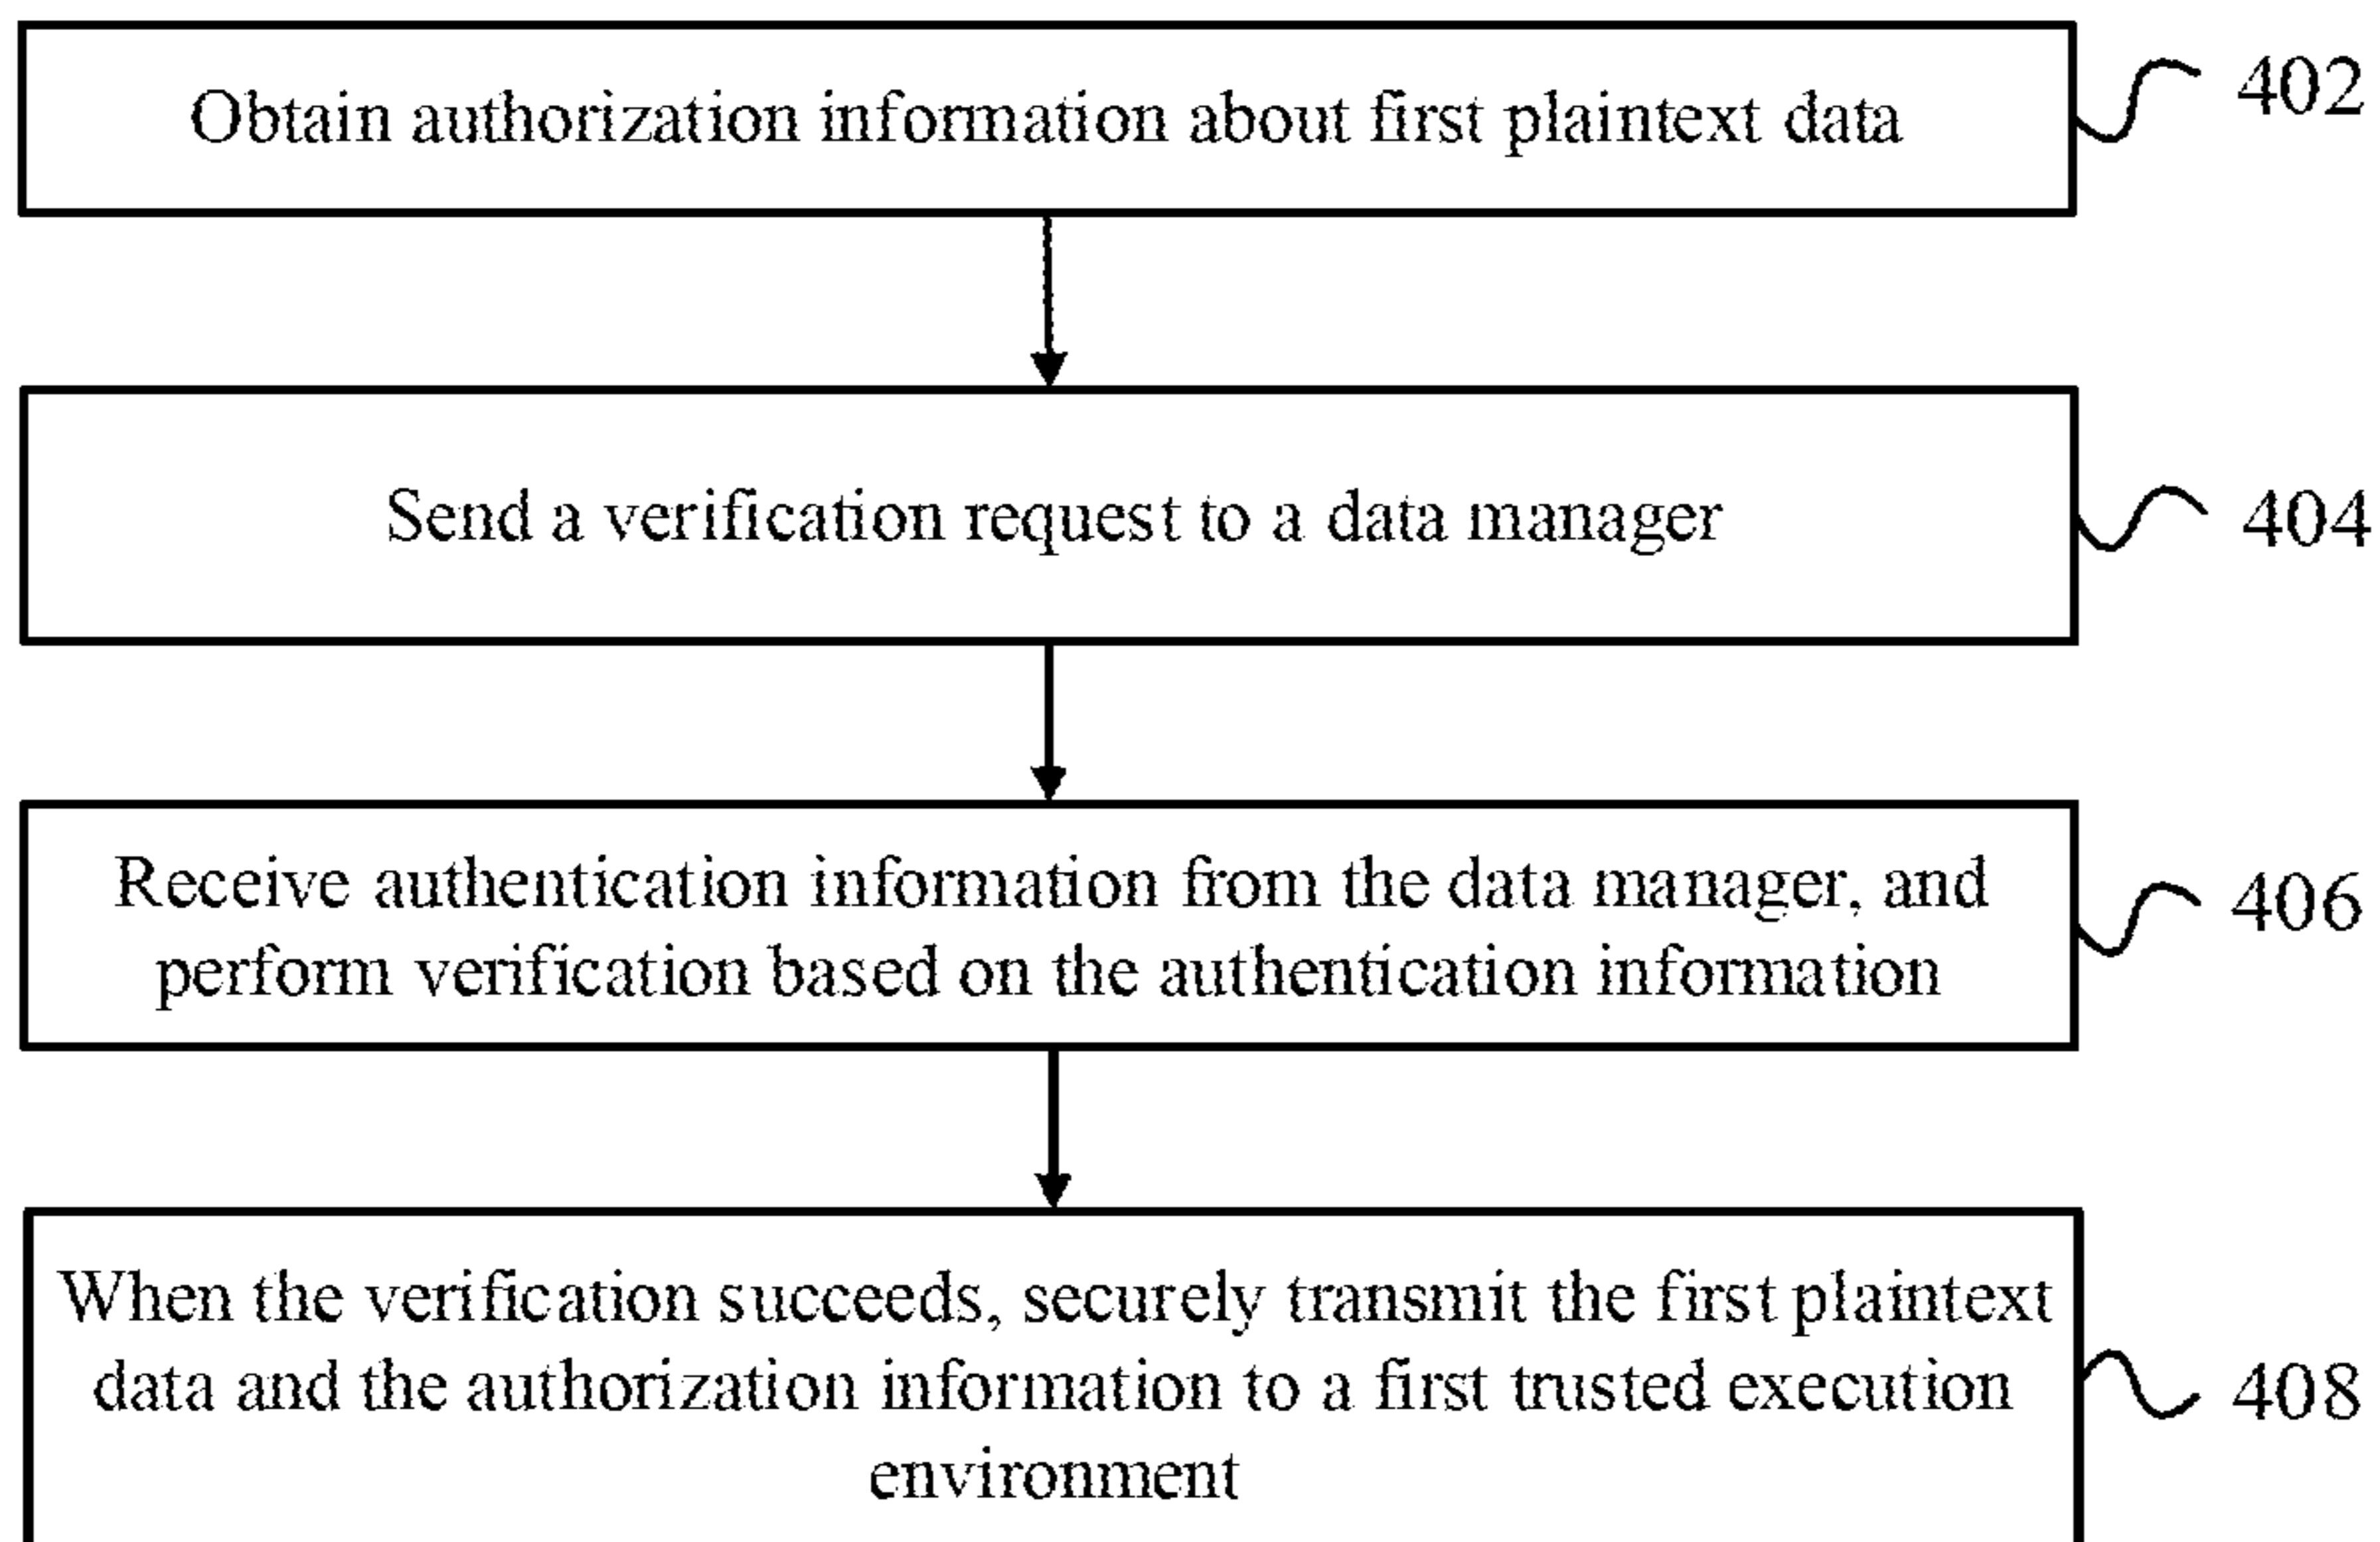 Obtain authorization information about first plaintext data
402
Send a verification request to a data manager
404
Receive authentication information from the data manager, and
perform verification based on the authentication information
406
When the verification succeeds, securely transmit the first plaintext
data and the authorization information to a first trusted execution
environment
408